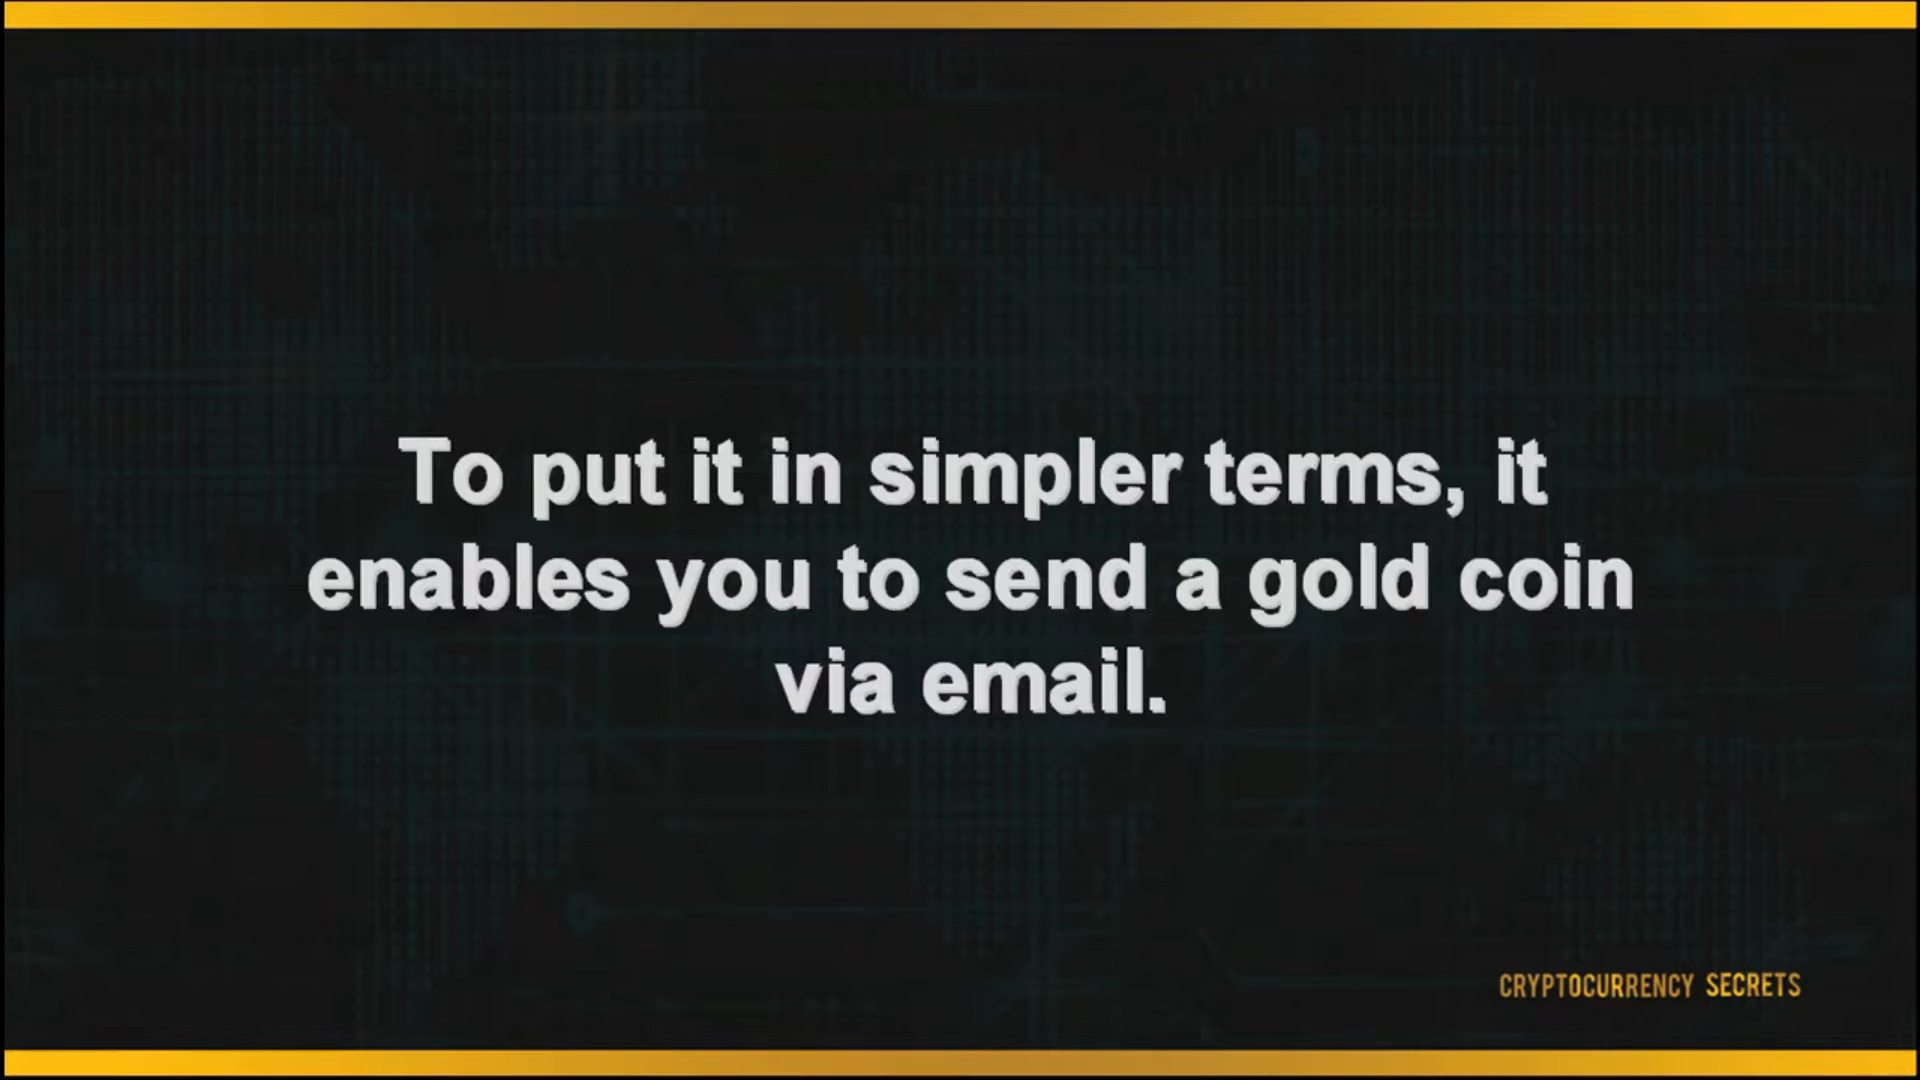 To put it in simpler terms, it
enables you to send a gold coin
via email.
CRYPTOCURRENCY SECRETS